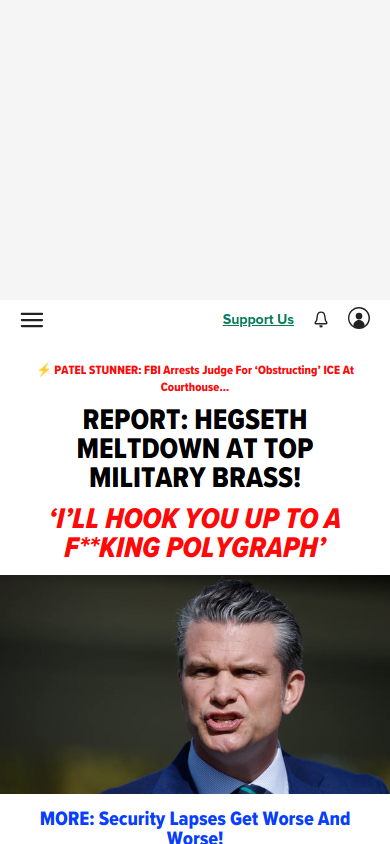 Support Us
⚡ PATEL STUNNER: FBI Arrests Judge For ‘Obstructing’ ICE At
Courthouse...
REPORT: HEGSETH
MELTDOWN AT TOP
MILITARY BRASS!
‘I’LL HOOK YOU UP TO A
F**KING POLYGRAPH’
MORE: Security Lapses Get Worse And
Worse!